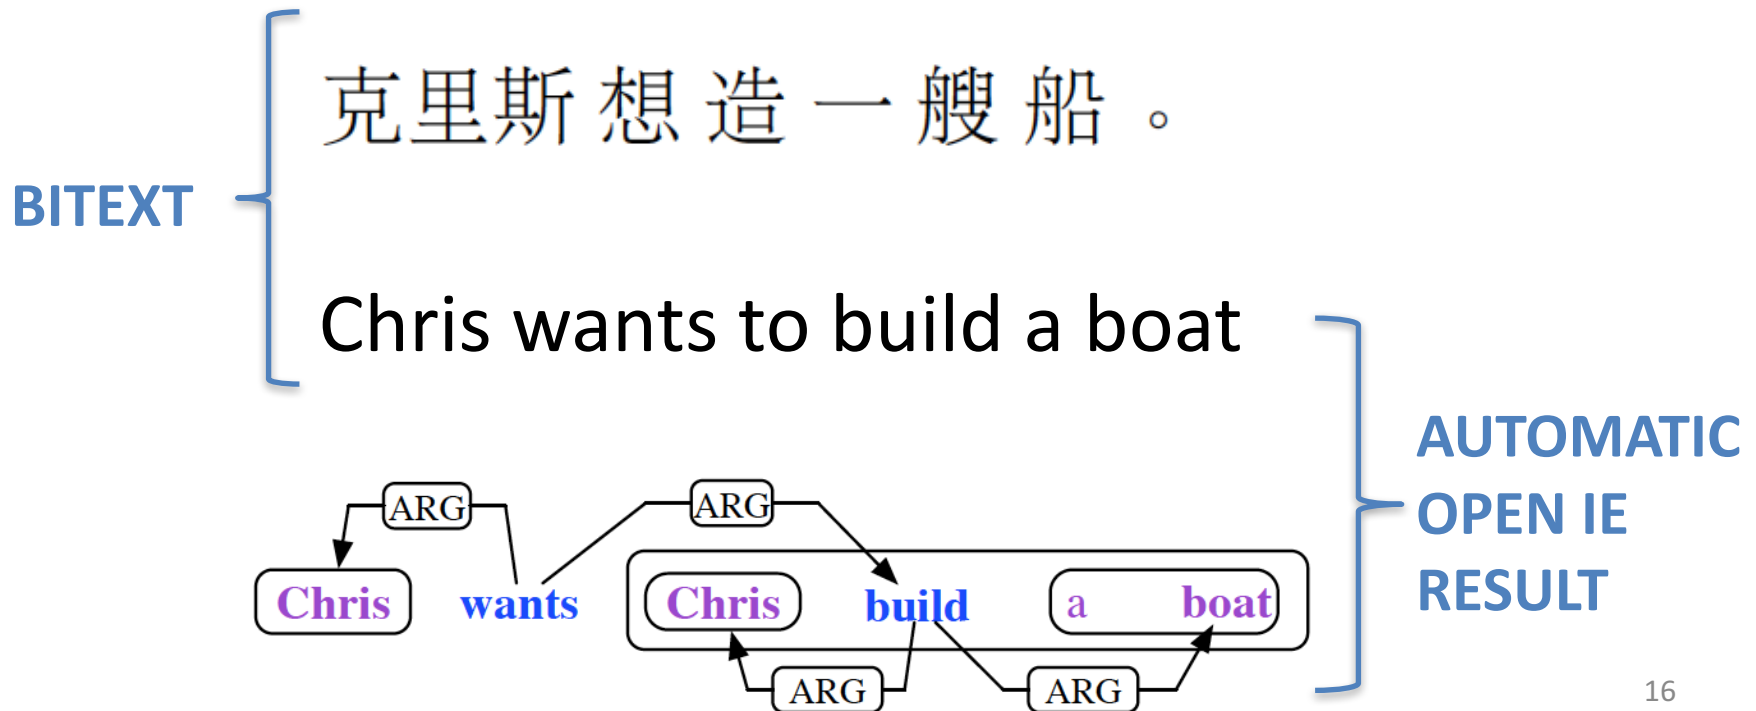 克里斯 想 造 一 艘 船 。
BITEXT
Chris wants to build a boat
AUTOMATIC
OPEN IE
RESULT
ARG ARG
Chris wants Chris build a boat
ARG ARG
16